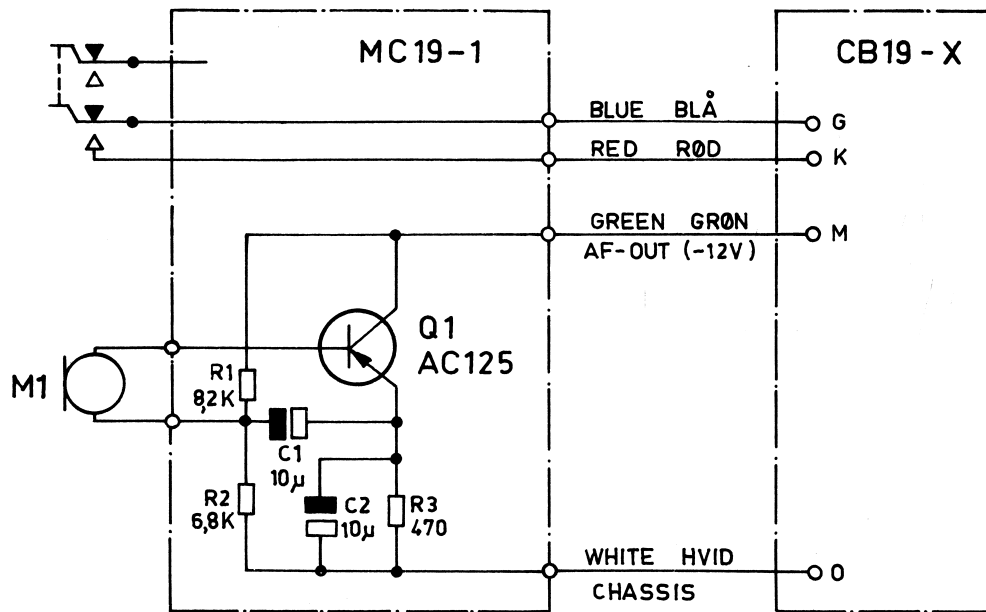 MC19-1
CB19-X
BLUE BLÅ
G
RED RØD
K
GREEN GRØN
M
AF-OUT (-12V)
Q1
AC125
M1
R1
8,2K
C1
10µ
R2
6,8K
C2
10µ
R3
470
WHITE HVID
O
CHASSIS